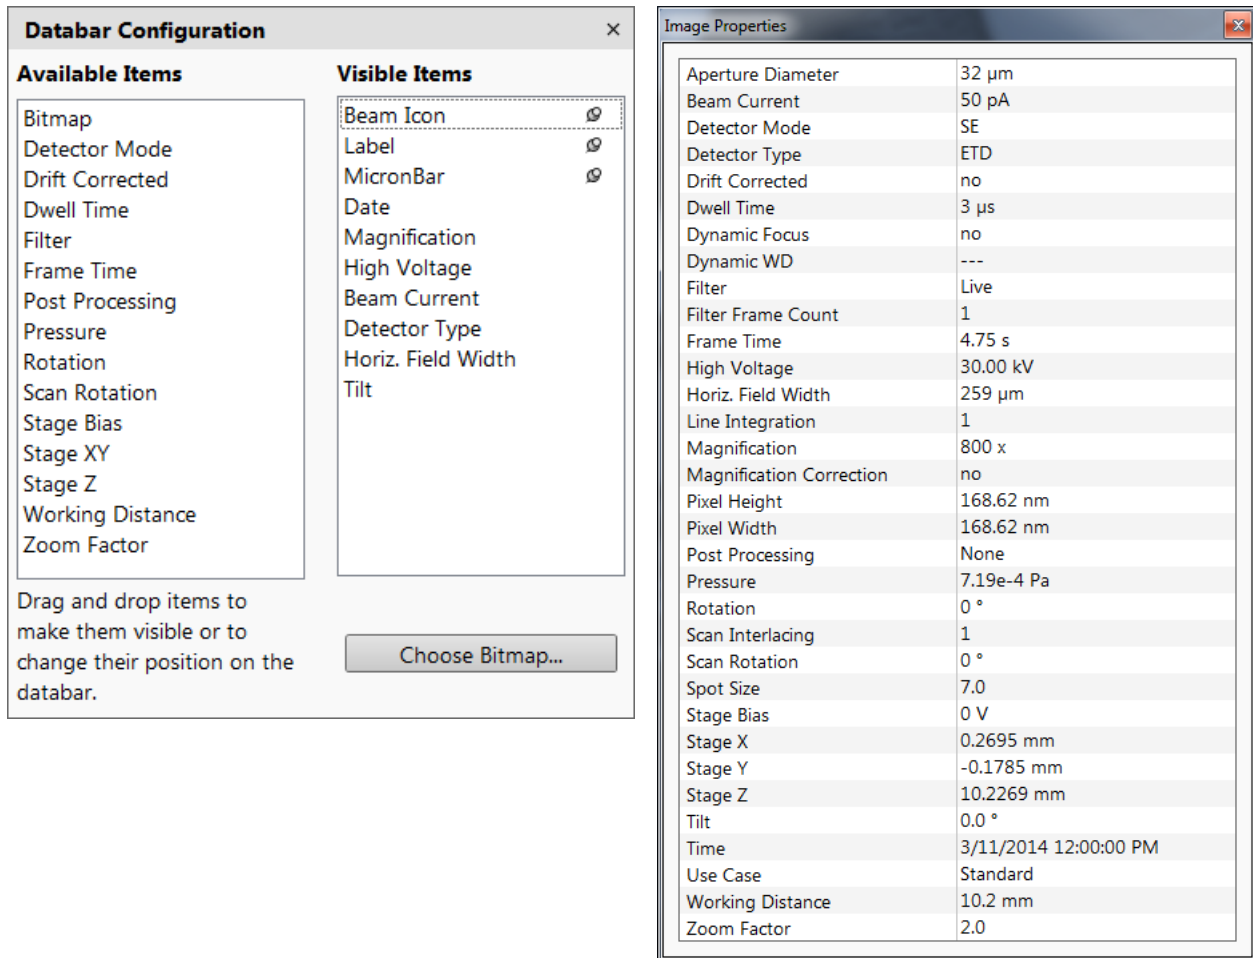 Databar Configuration
×
Available Items
Bitmap
Detector Mode
Drift Corrected
Dwell Time
Filter
Frame Time
Post Processing
Pressure
Rotation
Scan Rotation
Stage Bias
Stage XY
Stage Z
Working Distance
Zoom Factor
Visible Items
Beam Icon
Label
MicronBar
Date
Magnification
High Voltage
Beam Current
Detector Type
Horiz. Field Width
Tilt
Drag and drop items to
make them visible or to
change their position on the
databar.
Choose Bitmap...
Image Properties
Aperture Diameter 32 µm
Beam Current 50 pA
Detector Mode SE
Detector Type ETD
Drift Corrected no
Dwell Time 3 µs
Dynamic Focus no
Dynamic WD ---
Filter Live
Filter Frame Count 1
Frame Time 4.75 s
High Voltage 30.00 kV
Horiz. Field Width 259 µm
Line Integration 1
Magnification 800 x
Magnification Correction no
Pixel Height 168.62 nm
Pixel Width 168.62 nm
Post Processing None
Pressure 7.19e-4 Pa
Rotation 0 °
Scan Interlacing 1
Scan Rotation 0 °
Spot Size 7.0
Stage Bias 0 V
Stage X 0.2695 mm
Stage Y -0.1785 mm
Stage Z 10.2269 mm
Tilt 0.0 °
Time 3/11/2014 12:00:00 PM
Use Case Standard
Working Distance 10.2 mm
Zoom Factor 2.0